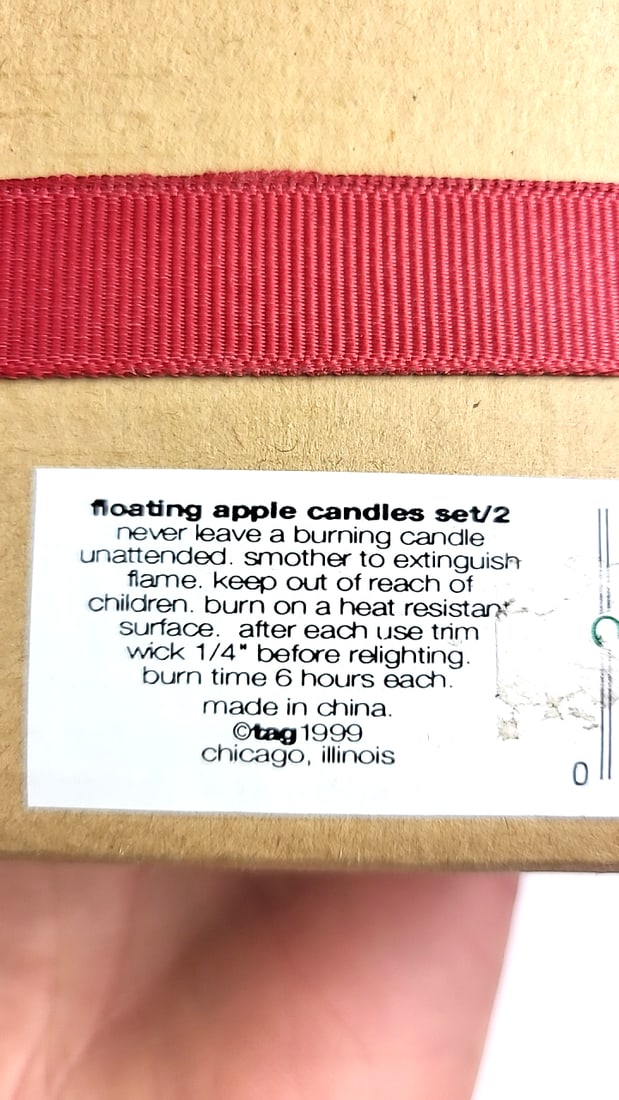 floating apple candles set/2
never leave a burning candle
unattended. smother to extinguish
flame. keep out of reach of
children. burn on a heat resistant
surface. after each use trim
wick 1/4" before relighting.
burn time 6 hours each.
made in china.
©tag 1999
chicago, illinois
0